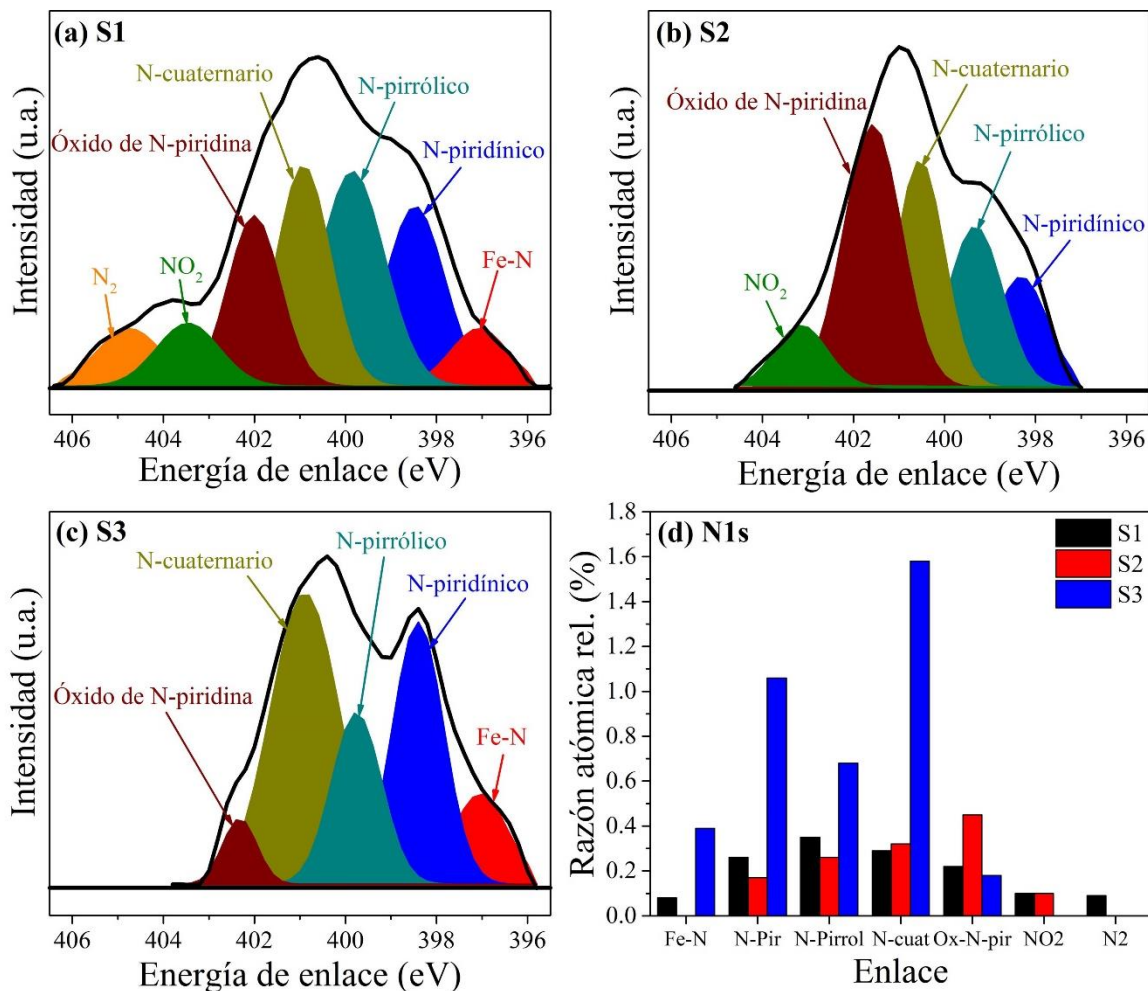 (a) S1
N-cuaternario
N-pirrólico
Óxido de N-piridina
N-piridínico
N₂
NO₂
Fe-N
Intensidad (u.a.)
406 404 402 400 398 396
Energía de enlace (eV)
(b) S2
N-cuaternario
Óxido de N-piridina
N-pirrólico
N-piridínico
NO₂
Intensidad (u.a.)
406 404 402 400 398 396
Energía de enlace (eV)
(c) S3
N-pirrólico
N-cuaternario
N-piridínico
Óxido de N-piridina
Fe-N
Intensidad (u.a.)
406 404 402 400 398 396
Energía de enlace (eV)
(d) N1s
S1
S2
S3
Razón atómica rel. (%)
1.8
1.6
1.4
1.2
1.0
0.8
0.6
0.4
0.2
0.0
Fe-N N-Pir N-Pirrol N-cuat Ox-N-pir NO2 N2
Enlace